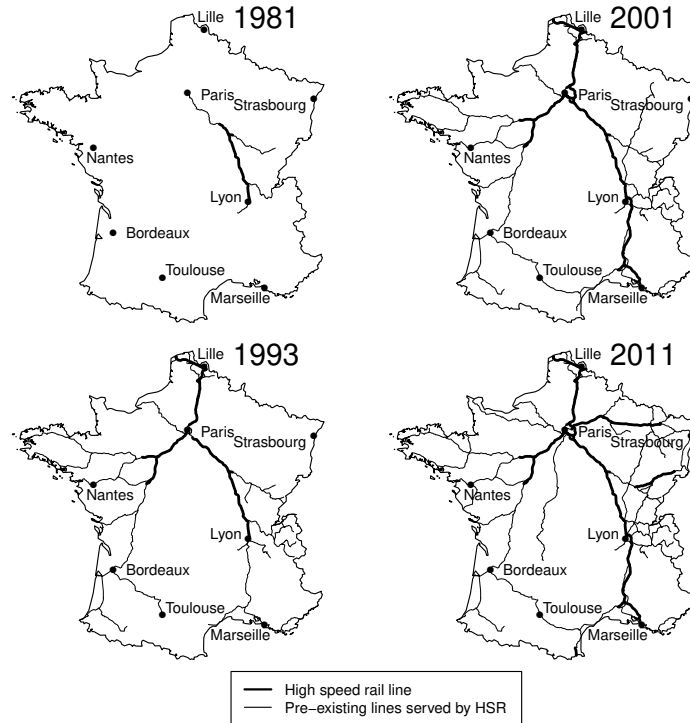 Lille 1981
Paris
Strasbourg
Nantes
Lyon
Bordeaux
Toulouse
Marseille
Lille 2001
Paris
Strasbourg
Nantes
Lyon
Bordeaux
Toulouse
Marseille
Lille 1993
Paris
Strasbourg
Nantes
Lyon
Bordeaux
Toulouse
Marseille
Lille 2011
Paris
Strasbourg
Nantes
Lyon
Bordeaux
Toulouse
Marseille
High speed rail line
Pre−existing lines served by HSR